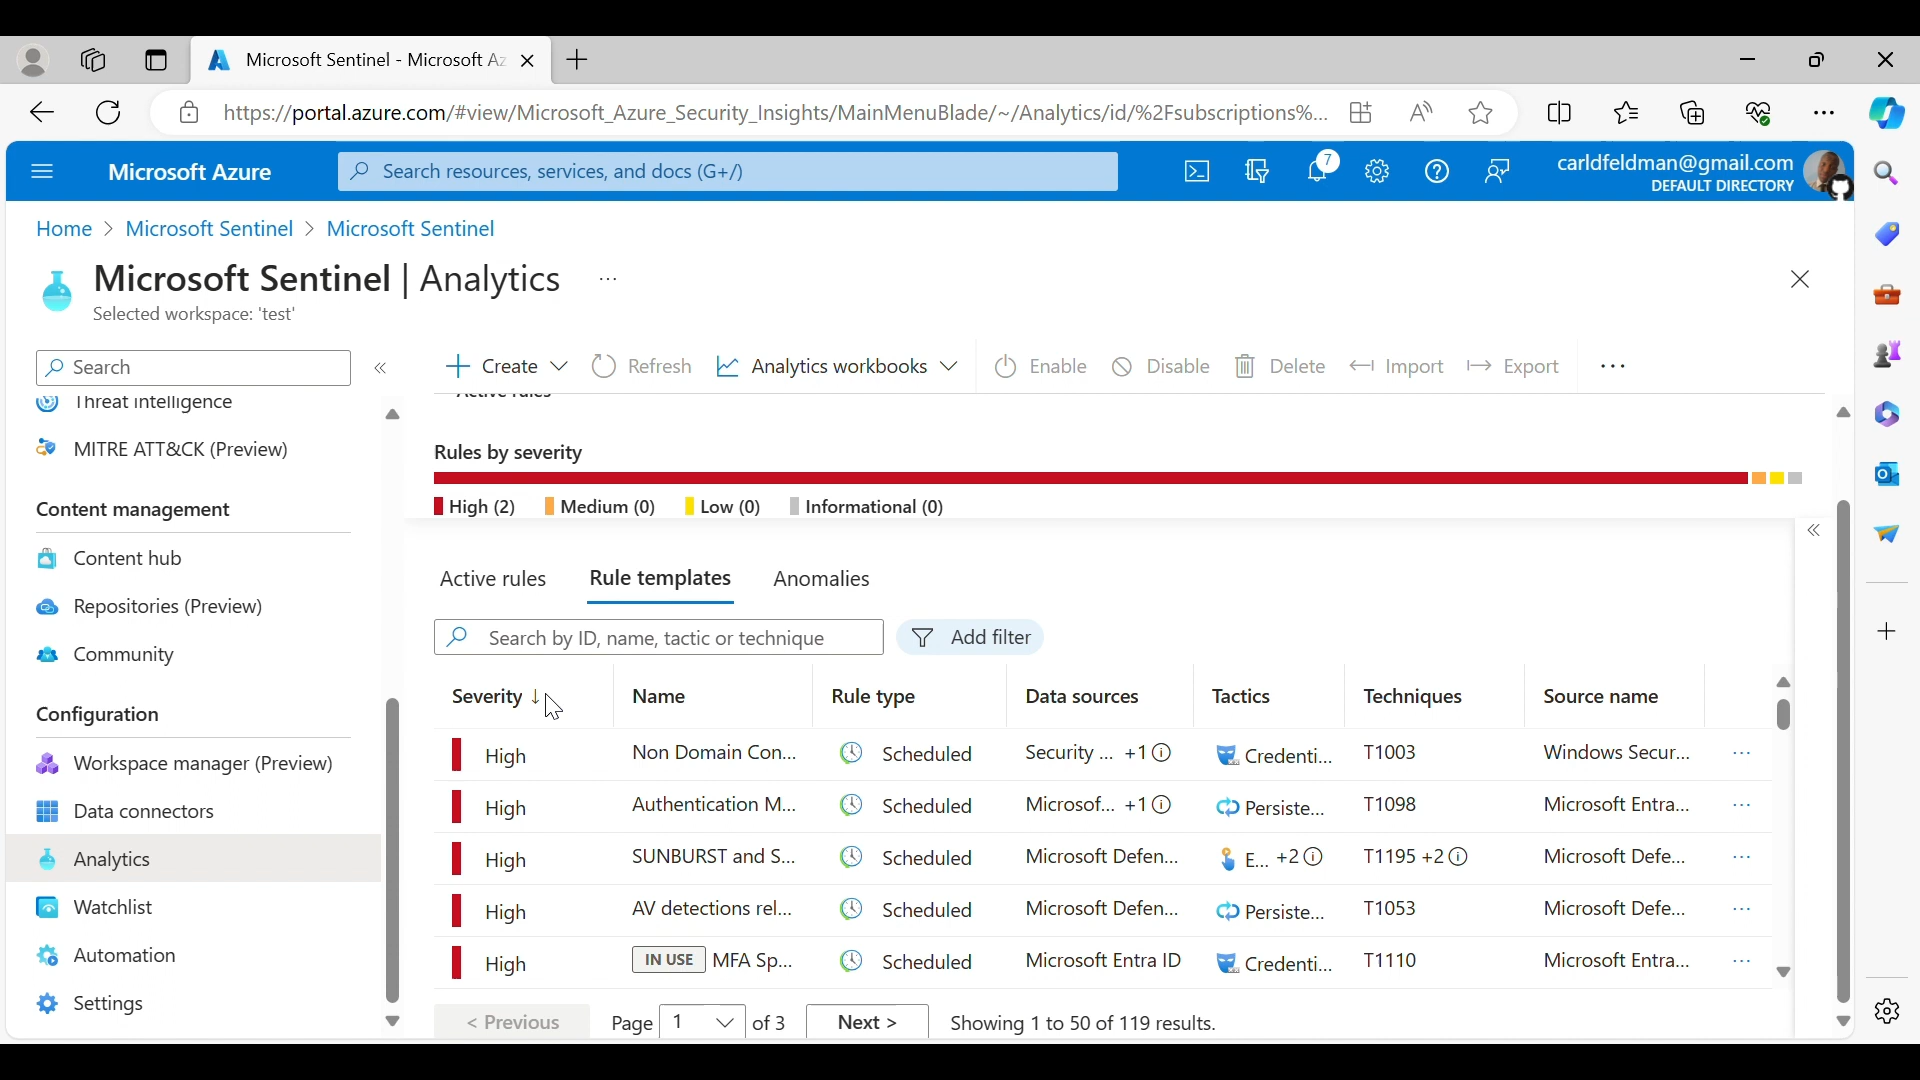 Microsoft Sentinel - Microsoft Az
https://portal.azure.com/#view/Microsoft_Azure_Security_Insights/MainMenuBlade/~/Analytics/id/%2Fsubscriptions%...
Microsoft Azure
Search resources, services, and docs (G+/)
7
carldfeldman@gmail.com
DEFAULT DIRECTORY
Home > Microsoft Sentinel > Microsoft Sentinel
Microsoft Sentinel | Analytics ...
Selected workspace: 'test'
Search
Create
Refresh
Analytics workbooks
Enable
Disable
Delete
Import
Export
Threat intelligence
MITRE ATT&CK (Preview)
Content management
Content hub
Repositories (Preview)
Community
Configuration
Workspace manager (Preview)
Data connectors
Analytics
Watchlist
Automation
Settings
Active rules
Rules by severity
High (2) Medium (0) Low (0) Informational (0)
Active rules Rule templates Anomalies
Search by ID, name, tactic or technique
Add filter
Severity ↓ Name Rule type Data sources Tactics Techniques Source name
High Non Domain Con... Scheduled Security ... +1 Credenti... T1003 Windows Secur... ...
High Authentication M... Scheduled Microsof... +1 Persiste... T1098 Microsoft Entra... ...
High SUNBURST and S... Scheduled Microsoft Defen... E... +2 T1195 +2 Microsoft Defe... ...
High AV detections rel... Scheduled Microsoft Defen... Persiste... T1053 Microsoft Defe... ...
High IN USE MFA Sp... Scheduled Microsoft Entra ID Credenti... T1110 Microsoft Entra... ...
< Previous Page 1 of 3 Next > Showing 1 to 50 of 119 results.